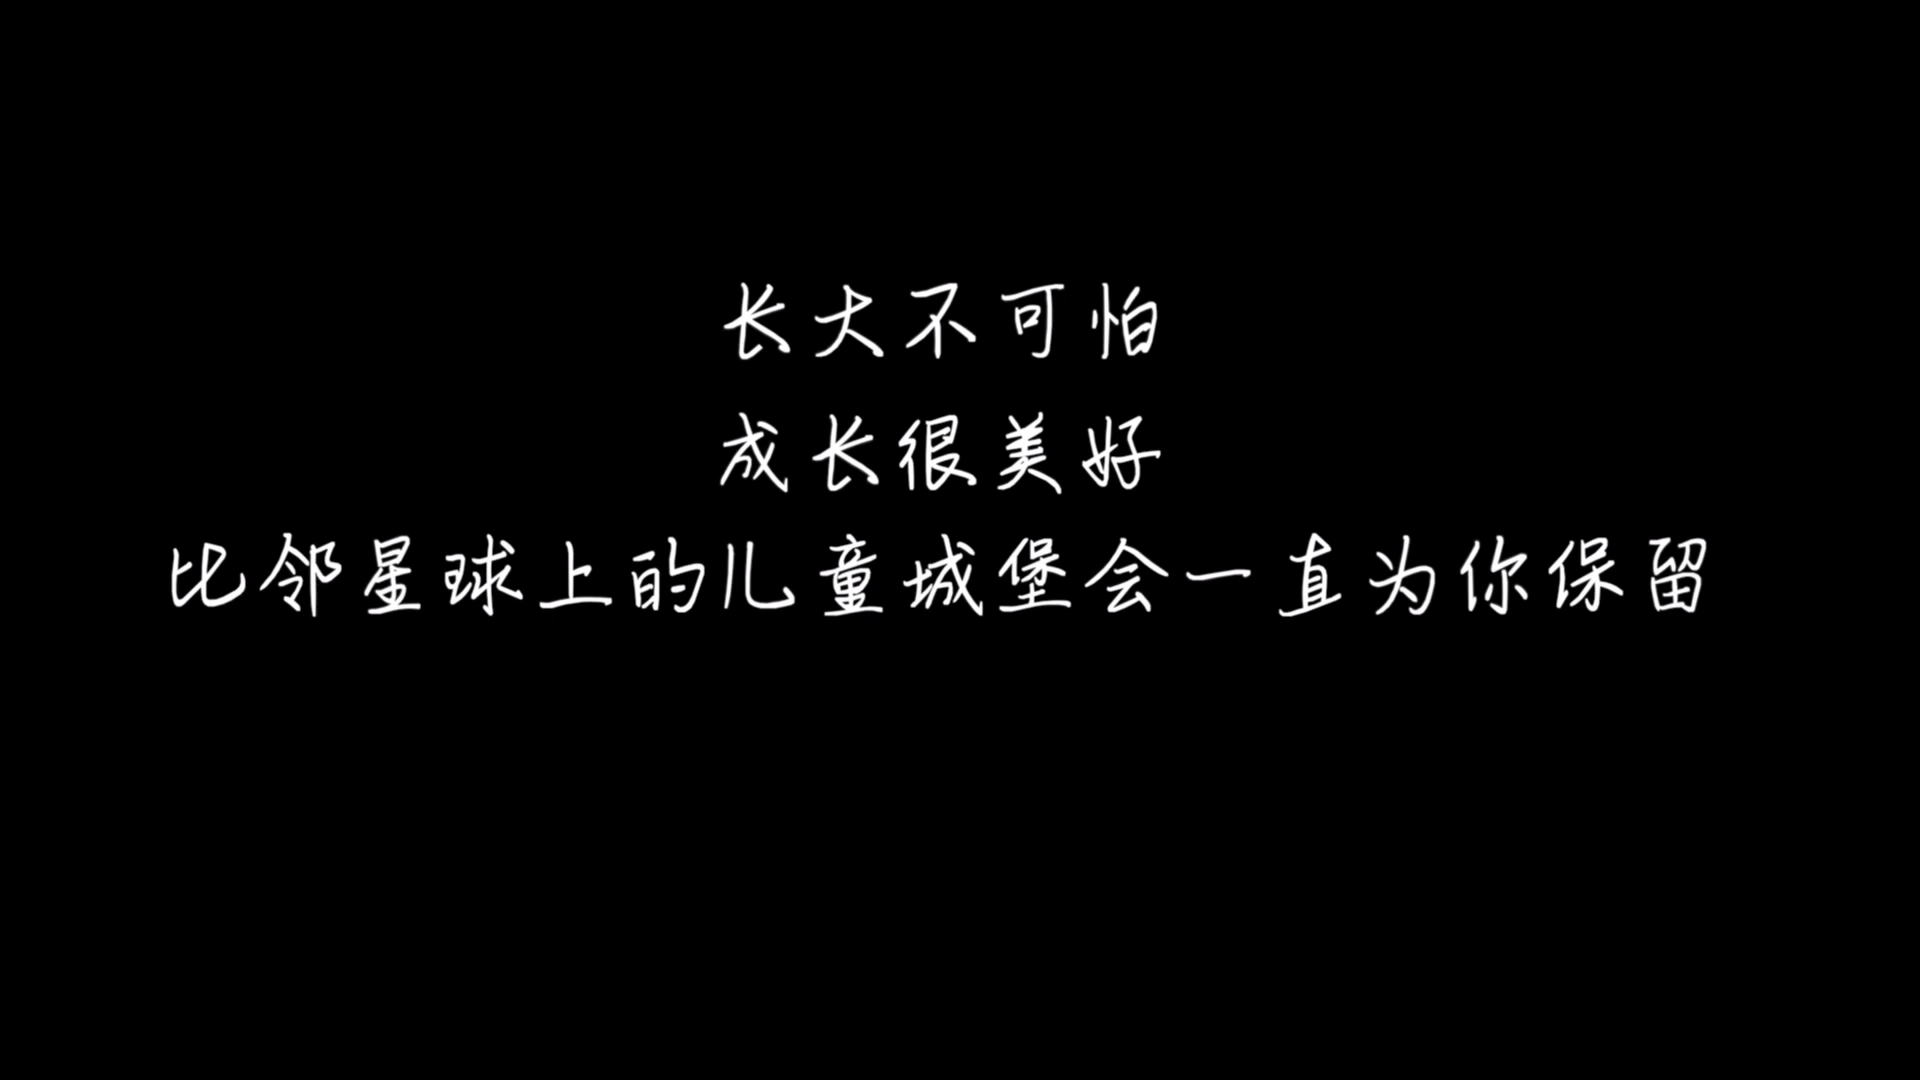 长大不可怕
成长很美好
比邻星球上的儿童城堡会一直为你保留